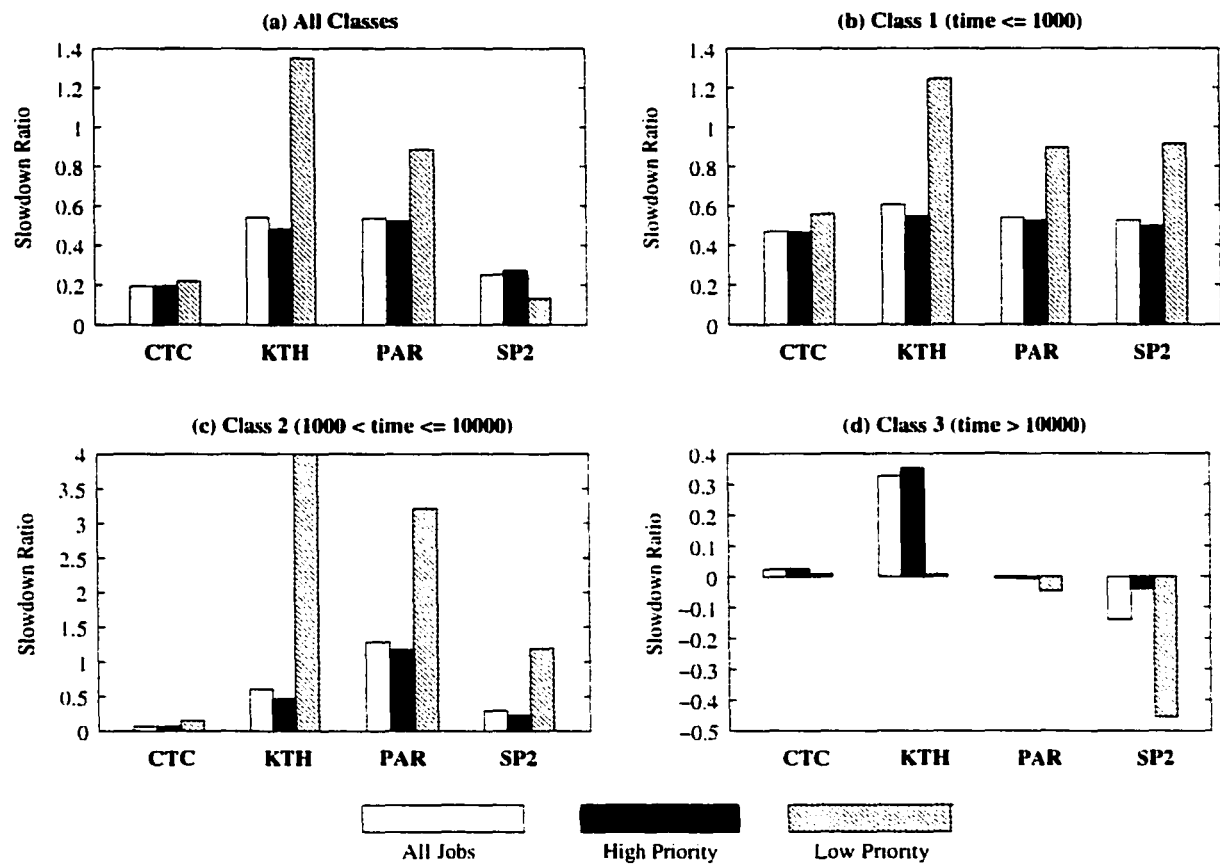 (a) All Classes
Slowdown Ratio
1.4
1.2
1
0.8
0.6
0.4
0.2
0
CTC KTH PAR SP2
(b) Class 1 (time <= 1000)
Slowdown Ratio
1.4
1.2
1
0.8
0.6
0.4
0.2
0
CTC KTH PAR SP2
(c) Class 2 (1000 < time <= 10000)
Slowdown Ratio
4
3.5
3
2.5
2
1.5
1
0.5
0
CTC KTH PAR SP2
(d) Class 3 (time > 10000)
Slowdown Ratio
0.4
0.3
0.2
0.1
0
−0.1
−0.2
−0.3
−0.4
−0.5
CTC KTH PAR SP2
All Jobs High Priority Low Priority